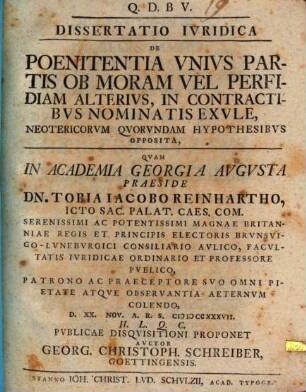 Q. D. B V.
DISSERTATIO IVRIDICA
DE
POENITENTIA VNIVS PAR-
TIS OB MORAM VEL PERFI-
DIAM ALTERIVS, IN CONTRACTI-
BVS NOMINATIS EXVLE,
NEOTERICORVM QVORVNDAM HYPOTHESIBVS
OPPOSITA,
QVAM
IN ACADEMIA GEORGIA AVGVSTA
PRAESIDE
DN. TOBIA IACOBO REINHARTHO,
ICTO SAC. PALAT. CAES. COM.
SERENISSIMI AC POTENTISSIMI MAGNAE BRITAN-
NIAE REGIS ET PRINCIPIS ELECTORIS BRVNSVI-
GO-LVNEBVRGICI CONSILIARIO AVLICO, FACVL-
TATIS IVRIDICAE ORDINARIO ET PROFESSORE
PVBLICO,
PATRONO AC PRAECEPTORE SVO OMNI PI-
ETATE ATQVE OBSERVANTIA AETERNVM
COLENDO,
D. XX. NOV. A. R. S. CIƆIƆCCXXXVII.
H. L. Q. C.
PVBLICAE DISQVISITIONI PROPONET
AVCTOR
GEORG. CHRISTOPH. SCHREIBER,
GOETTINGENSIS.
IOH. CHRIST. LVD. SCHVLZII, ACAD. TYPOGR.